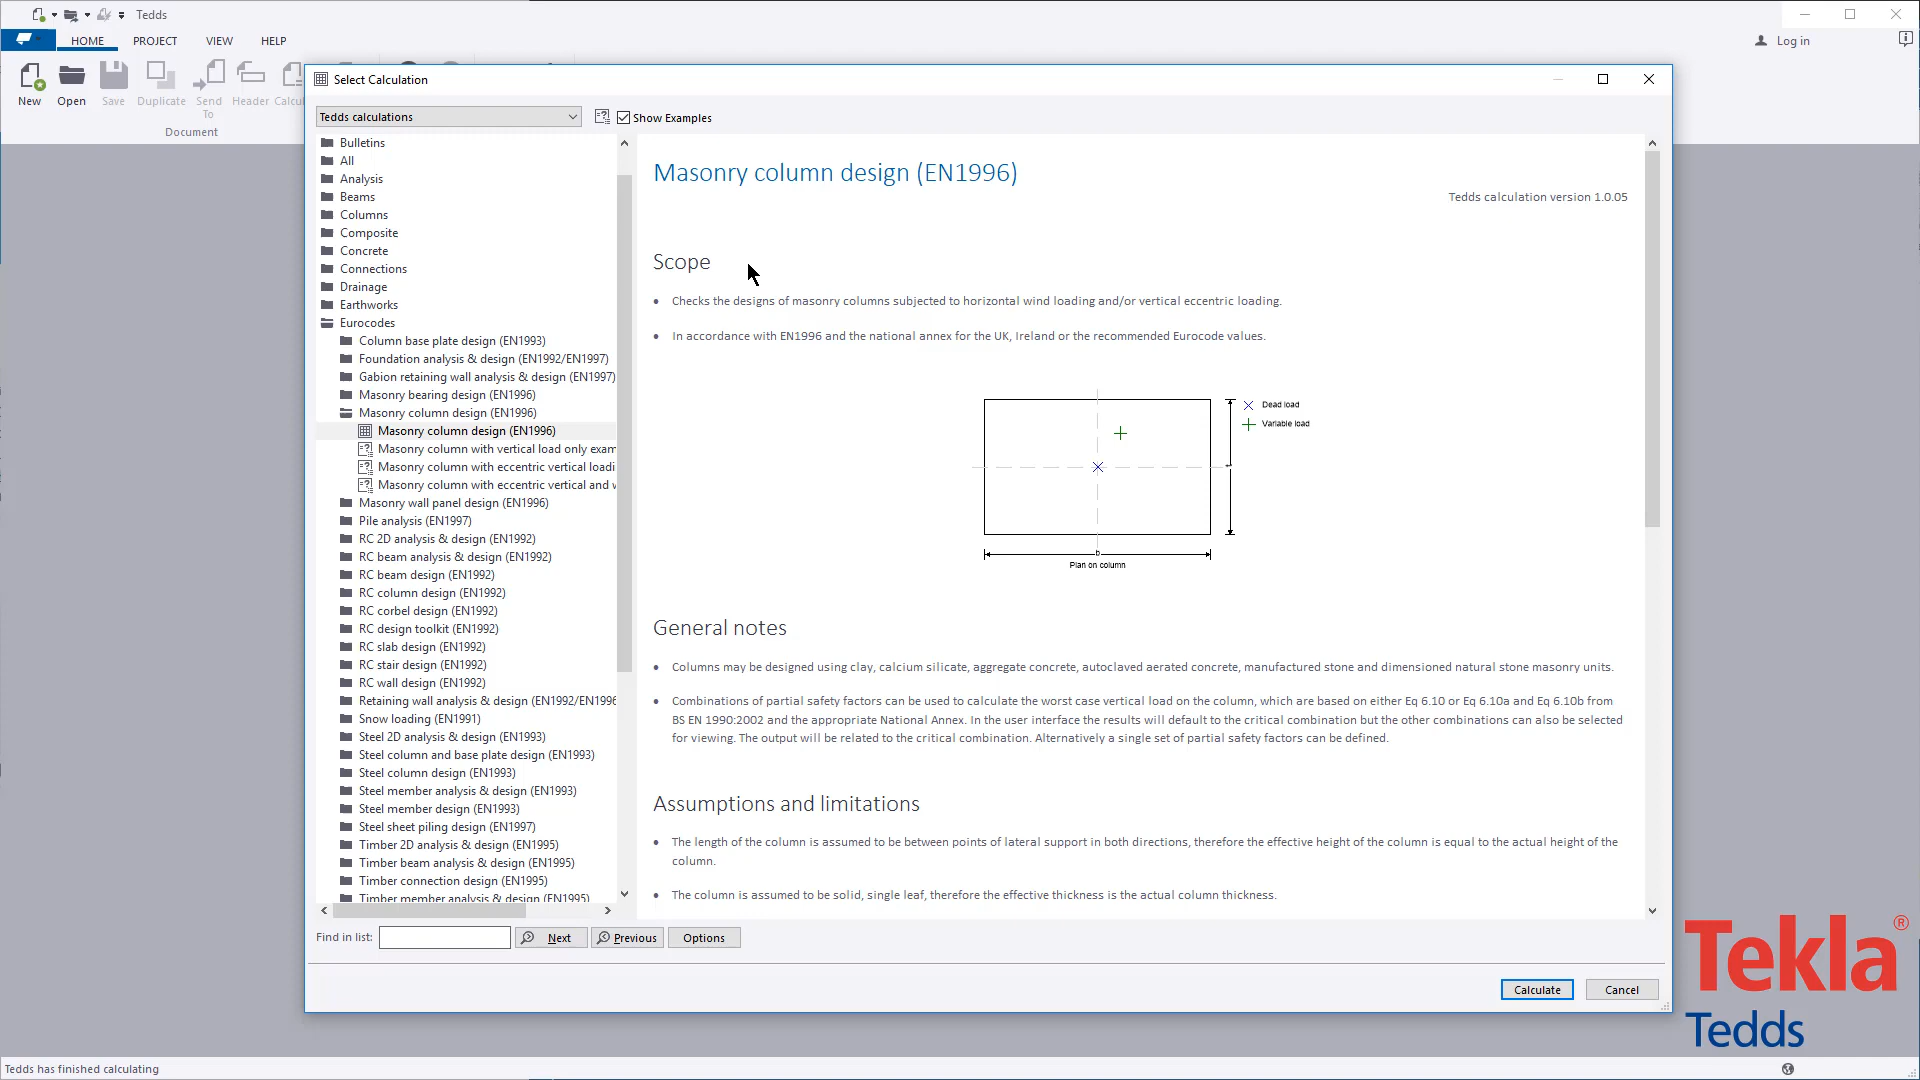 Tedds
HOME
PROJECT
VIEW
HELP
Log in
New
Open
Save
Duplicate
Send
To
Header
Calcu
Document
Select Calculation
Tedds calculations
Show Examples
Bulletins
All
Analysis
Beams
Columns
Composite
Concrete
Connections
Drainage
Earthworks
Eurocodes
Column base plate design (EN1993)
Foundation analysis & design (EN1992/EN1997)
Gabion retaining wall analysis & design (EN1997)
Masonry bearing design (EN1996)
Masonry column design (EN1996)
Masonry column design (EN1996)
Masonry column with vertical load only exam
Masonry column with eccentric vertical loadi
Masonry column with eccentric vertical and w
Masonry wall panel design (EN1996)
Pile analysis (EN1997)
RC 2D analysis & design (EN1992)
RC beam analysis & design (EN1992)
RC beam design (EN1992)
RC column design (EN1992)
RC corbel design (EN1992)
RC design toolkit (EN1992)
RC slab design (EN1992)
RC stair design (EN1992)
RC wall design (EN1992)
Retaining wall analysis & design (EN1992/EN1996
Snow loading (EN1991)
Steel 2D analysis & design (EN1993)
Steel column and base plate design (EN1993)
Steel column design (EN1993)
Steel member analysis & design (EN1993)
Steel member design (EN1993)
Steel sheet piling design (EN1997)
Timber 2D analysis & design (EN1995)
Timber beam analysis & design (EN1995)
Timber connection design (EN1995)
Timber member analysis & design (EN1995)
Masonry column design (EN1996)
Tedds calculation version 1.0.05
Scope
• Checks the designs of masonry columns subjected to horizontal wind loading and/or vertical eccentric loading.
• In accordance with EN1996 and the national annex for the UK, Ireland or the recommended Eurocode values.
Dead load
Variable load
t
b
Plan on column
General notes
• Columns may be designed using clay, calcium silicate, aggregate concrete, autoclaved aerated concrete, manufactured stone and dimensioned natural stone masonry units.
• Combinations of partial safety factors can be used to calculate the worst case vertical load on the column, which are based on either Eq 6.10 or Eq 6.10a and Eq 6.10b from
BS EN 1990:2002 and the appropriate National Annex. In the user interface the results will default to the critical combination but the other combinations can also be selected
for viewing. The output will be related to the critical combination. Alternatively a single set of partial safety factors can be defined.
Assumptions and limitations
• The length of the column is assumed to be between points of lateral support in both directions, therefore the effective height of the column is equal to the actual height of the
column.
• The column is assumed to be solid, single leaf, therefore the effective thickness is the actual column thickness.
Find in list:
Next
Previous
Options
Calculate
Cancel
Tekla®
Tedds
Tedds has finished calculating